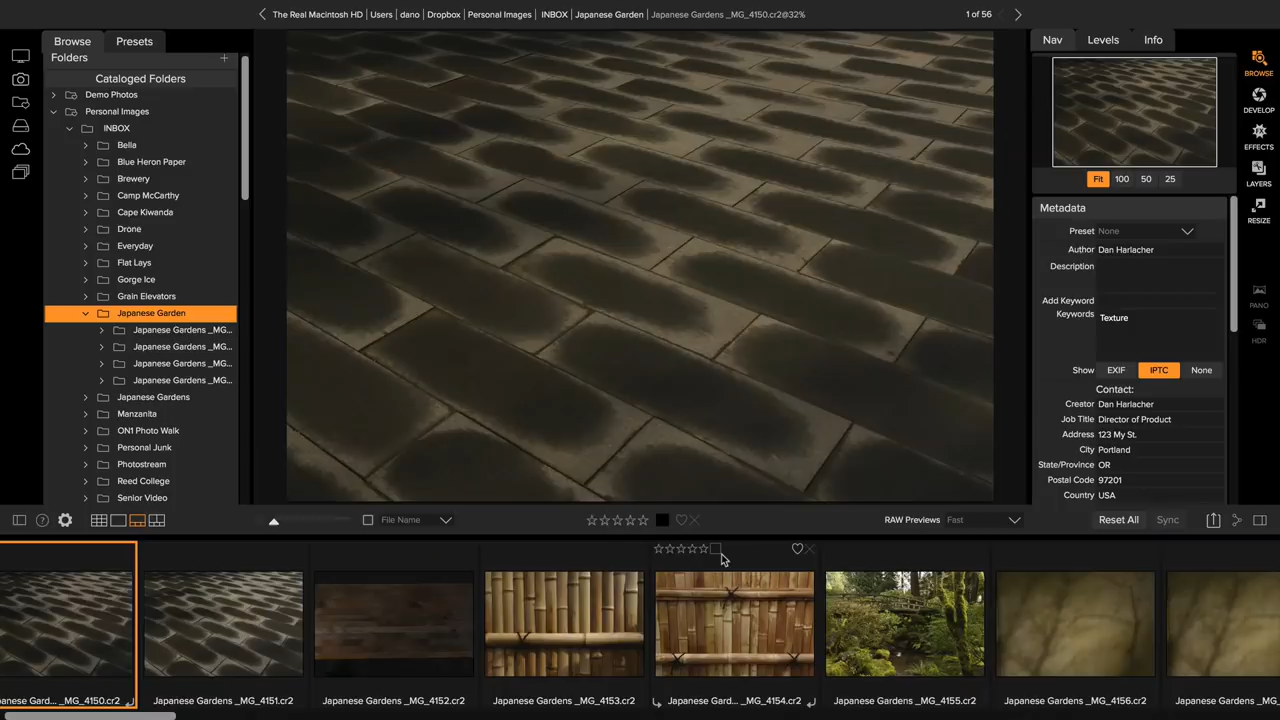 The Real Macintosh HD | Users | dano | Dropbox | Personal Images | INBOX | Japanese Garden | Japanese Gardens _MG_4150.cr2@32%
1 of 56
Browse
Presets
Nav
Levels
Info
Folders
Cataloged Folders
Demo Photos
Personal Images
INBOX
Bella
Blue Heron Paper
Brewery
Camp McCarthy
Cape Kiwanda
Drone
Everyday
Flat Lays
Gorge Ice
Grain Elevators
Japanese Garden
Japanese Gardens _MG...
Japanese Gardens _MG...
Japanese Gardens _MG...
Japanese Gardens _MG...
Japanese Gardens
Manzanita
ON1 Photo Walk
Personal Junk
Photostream
Reed College
Senior Video
Fit 100 50 25
Metadata
Preset None
Author Dan Harlacher
Description
Add Keyword
Keywords Texture
Show EXIF IPTC None
Contact:
Creator Dan Harlacher
Job Title Director of Product
Address 123 My St.
City Portland
State/Province OR
Postal Code 97201
Country USA
BROWSE
DEVELOP
EFFECTS
LAYERS
RESIZE
PANO
HDR
File Name
RAW Previews Fast
Reset All
Sync
anese Gard... _MG_4150.cr2
Japanese Gardens _MG_4151.cr2
Japanese Gardens _MG_4152.cr2
Japanese Gardens _MG_4153.cr2
Japanese Gard... _MG_4154.cr2
Japanese Gardens _MG_4155.cr2
Japanese Gardens _MG_4156.cr2
Japanese Gardens _MG_4